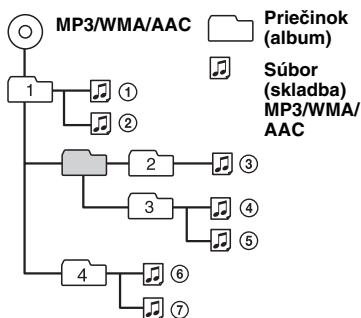 MP3/WMA/AAC
Priečinok
(album)
Súbor
(skladba)
MP3/WMA/
AAC
1
①
②
2
③
3
④
⑤
4
⑥
⑦